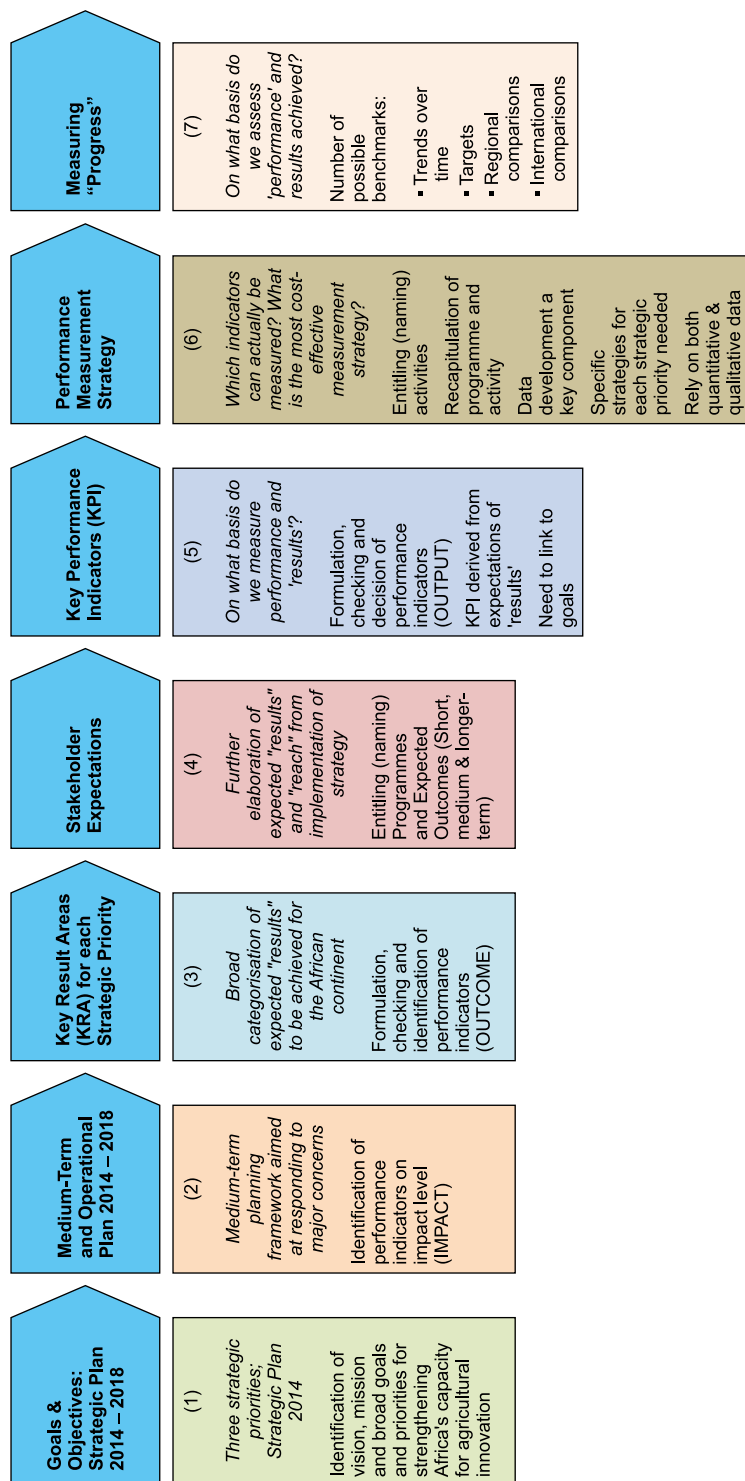 Goals &
Objectives:
Strategic Plan
2014 – 2018
(1)
Three strategic
priorities;
Strategic Plan
2014
Identification of
vision, mission
and broad goals
and priorities for
strengthening
Africa's capacity
for agricultural
innovation
Medium-Term
and Operational
Plan 2014 – 2018
(2)
Medium-term
planning
framework aimed
at responding to
major concerns
Identification of
performance
indicators on
impact level
(IMPACT)
Key Result Areas
(KRA) for each
Strategic Priority
(3)
Broad
categorisation of
expected "results"
to be achieved for
the African
continent
Formulation,
checking and
identification of
performance
indicators
(OUTCOME)
Stakeholder
Expectations
(4)
Further
elaboration of
expected "results"
and "reach" from
implementation of
strategy
Entitling (naming)
Programmes
and Expected
Outcomes (Short,
medium & longer-
term)
Key Performance
Indicators (KPI)
(5)
On what basis do
we measure
performance and
'results'?
Formulation,
checking and
decision of
performance
indicators
(OUTPUT)
KPI derived from
expectations of
'results'
Need to link to
goals
Performance
Measurement
Strategy
(6)
Which indicators
can actually be
measured? What
is the most cost-
effective
measurement
strategy?
Entitling (naming)
activities
Recapitulation of
programme and
activity
Data
development a
key component
Specific
strategies for
each strategic
priority needed
Rely on both
quantitative &
qualitative data
Measuring
“Progress”
(7)
On what basis do
we assess
'performance' and
results achieved?
Number of
possible
benchmarks:
▪ Trends over
time
▪ Targets
▪ Regional
comparisons
▪ International
comparisons